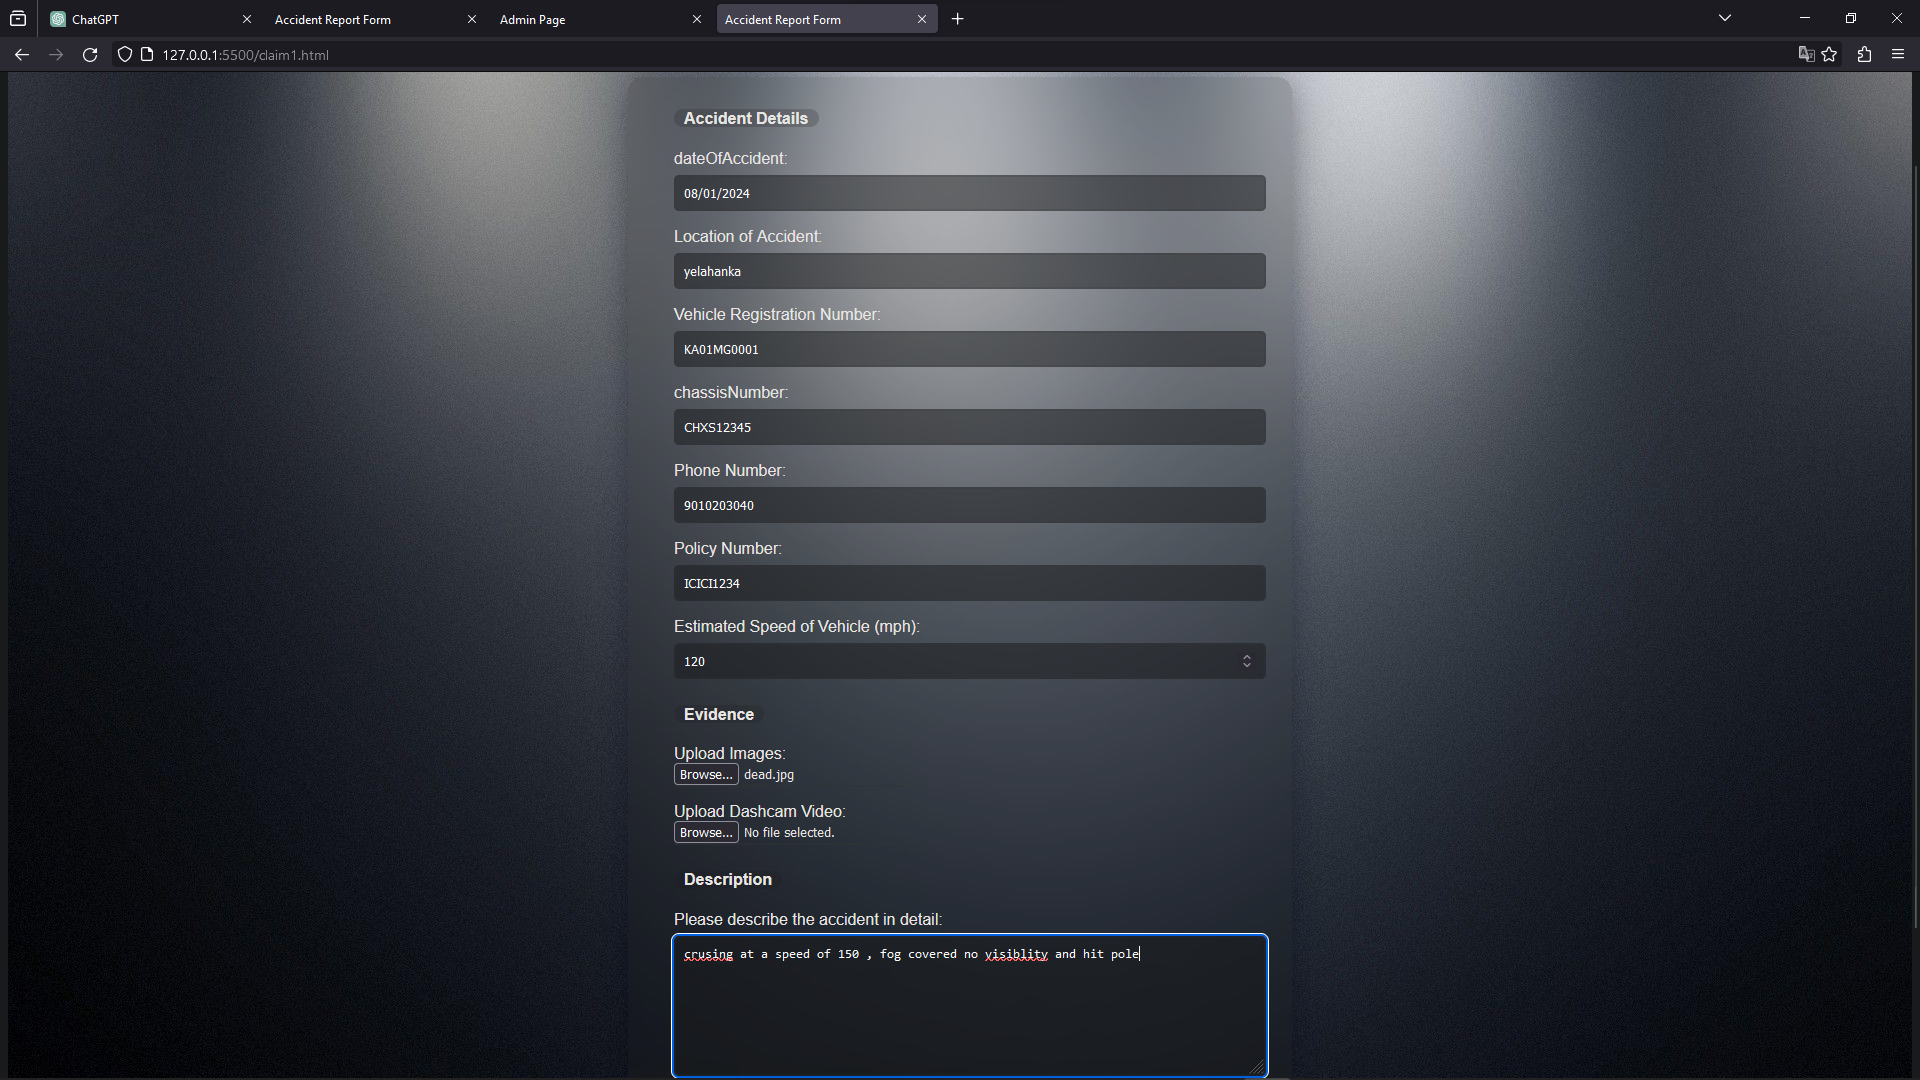 ChatGPT
Accident Report Form
Admin Page
Accident Report Form
127.0.0.1:5500/claim1.html
Accident Details
dateOfAccident:
08/01/2024
Location of Accident:
yelahanka
Vehicle Registration Number:
KA01MG0001
chassisNumber:
CHXS12345
Phone Number:
9010203040
Policy Number:
ICICI1234
Estimated Speed of Vehicle (mph):
120
Evidence
Upload Images:
Browse... dead.jpg
Upload Dashcam Video:
Browse... No file selected.
Description
Please describe the accident in detail:
crusing at a speed of 150 , fog covered no visiblity and hit pole